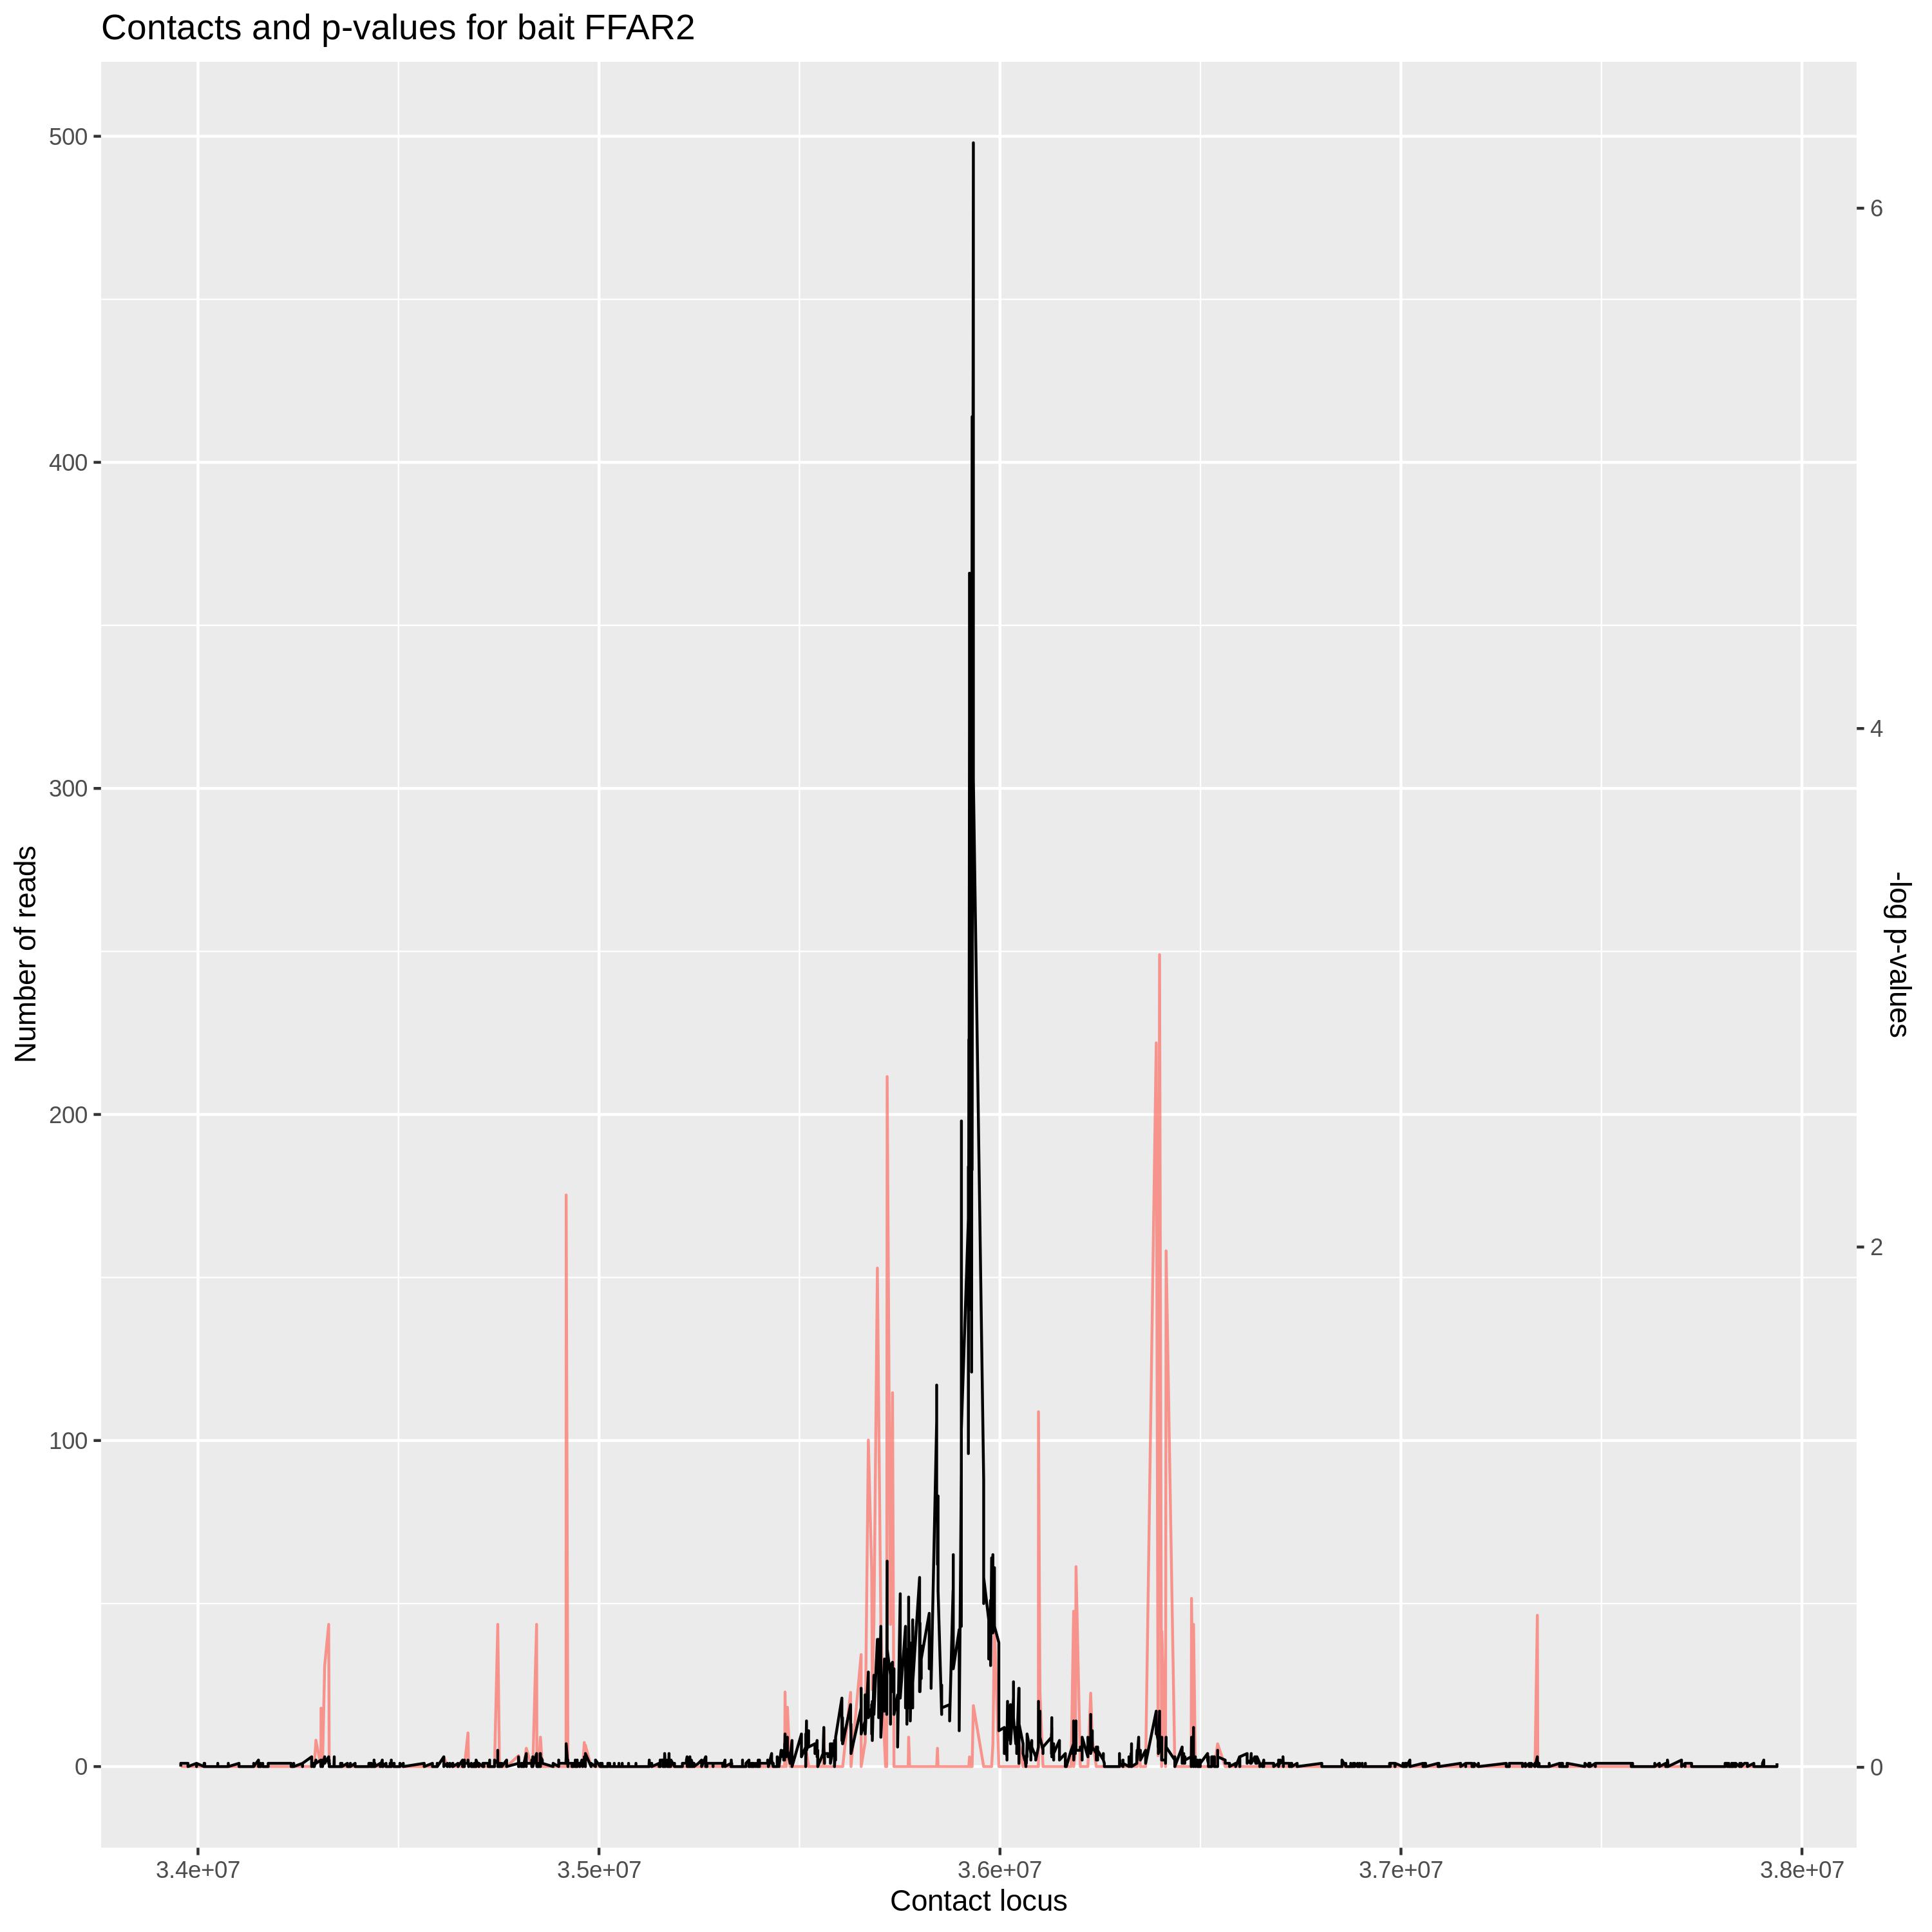 Contacts and p-values for bait FFAR2
500
400
300
200
100
0
Number of reads
6
4
2
0
-log p-values
3.4e+07
3.5e+07
3.6e+07
3.7e+07
3.8e+07
Contact locus